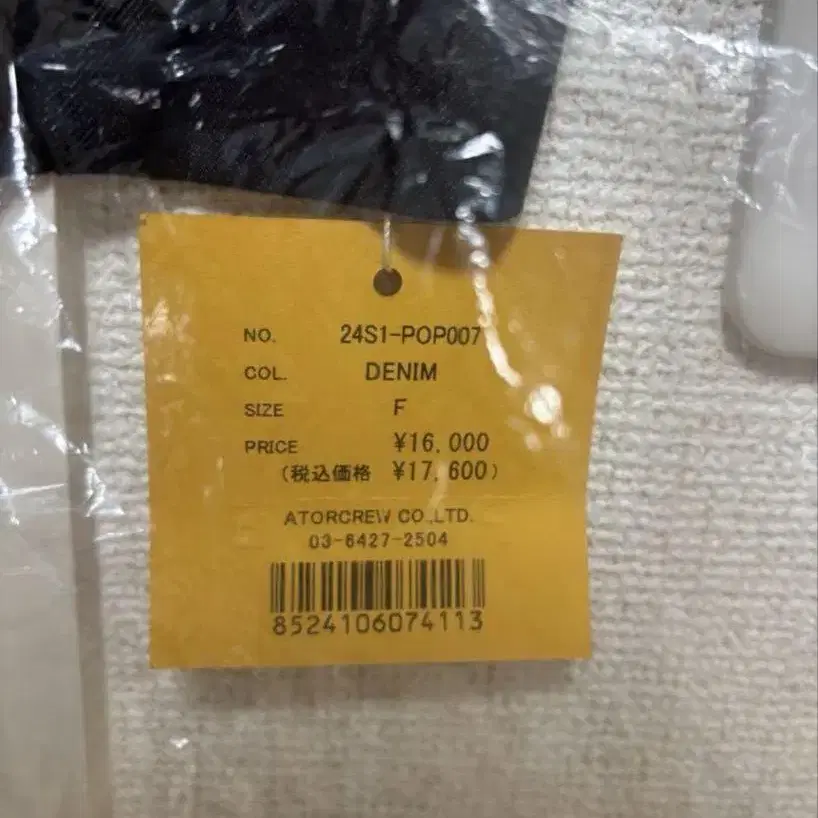 NO. 24S1-POP007
COL. DENIM
SIZE F
PRICE ¥16,000
(税込価格 ¥17,600)
ATORCREW CO.,LTD.
03-6427-2504
8524106074113